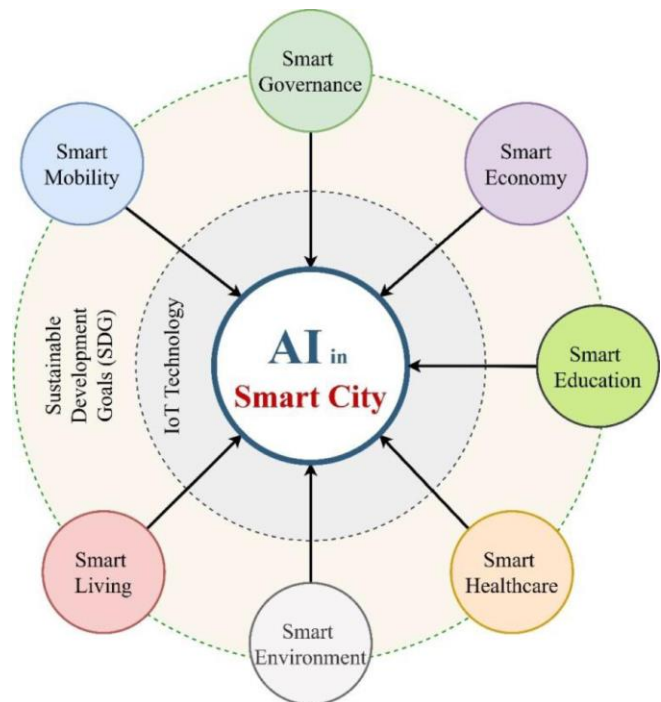 Smart
Governance
Smart
Mobility
Smart
Economy
Sustainable
Development
Goals (SDG)
IoT Technology
AI in
Smart City
Smart
Education
Smart
Living
Smart
Healthcare
Smart
Environment